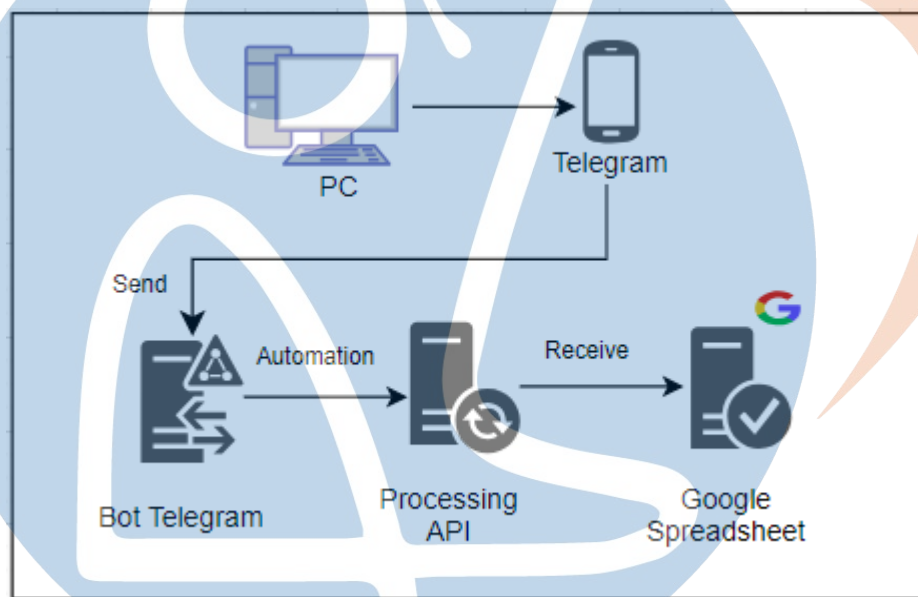 PC
Telegram
Send
Automation
Receive
Bot Telegram
Processing
API
Google
Spreadsheet